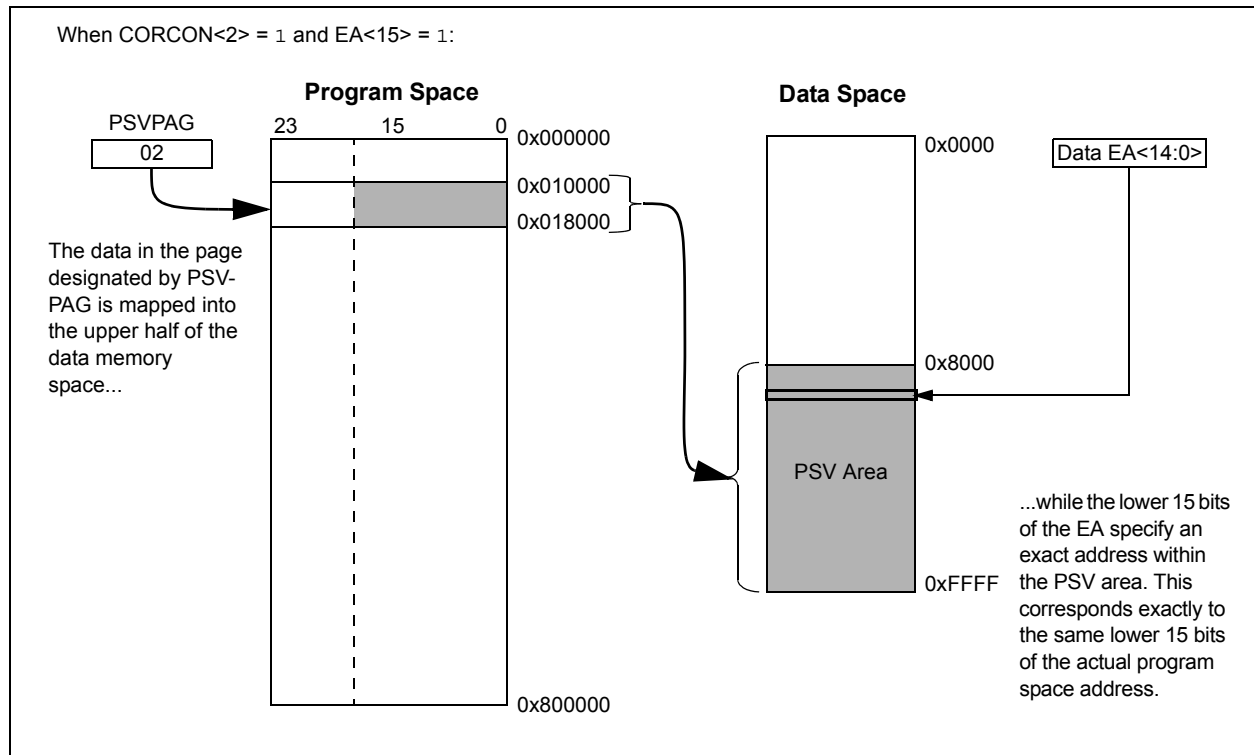 When CORCON<2> = 1 and EA<15> = 1:
Program Space
Data Space
PSVPAG
02
23 15 0
0x000000
0x010000
0x018000
0x800000
The data in the page
designated by PSV-
PAG is mapped into
the upper half of the
data memory
space...
0x0000
0x8000
0xFFFF
PSV Area
Data EA<14:0>
...while the lower 15 bits
of the EA specify an
exact address within
the PSV area. This
corresponds exactly to
the same lower 15 bits
of the actual program
space address.